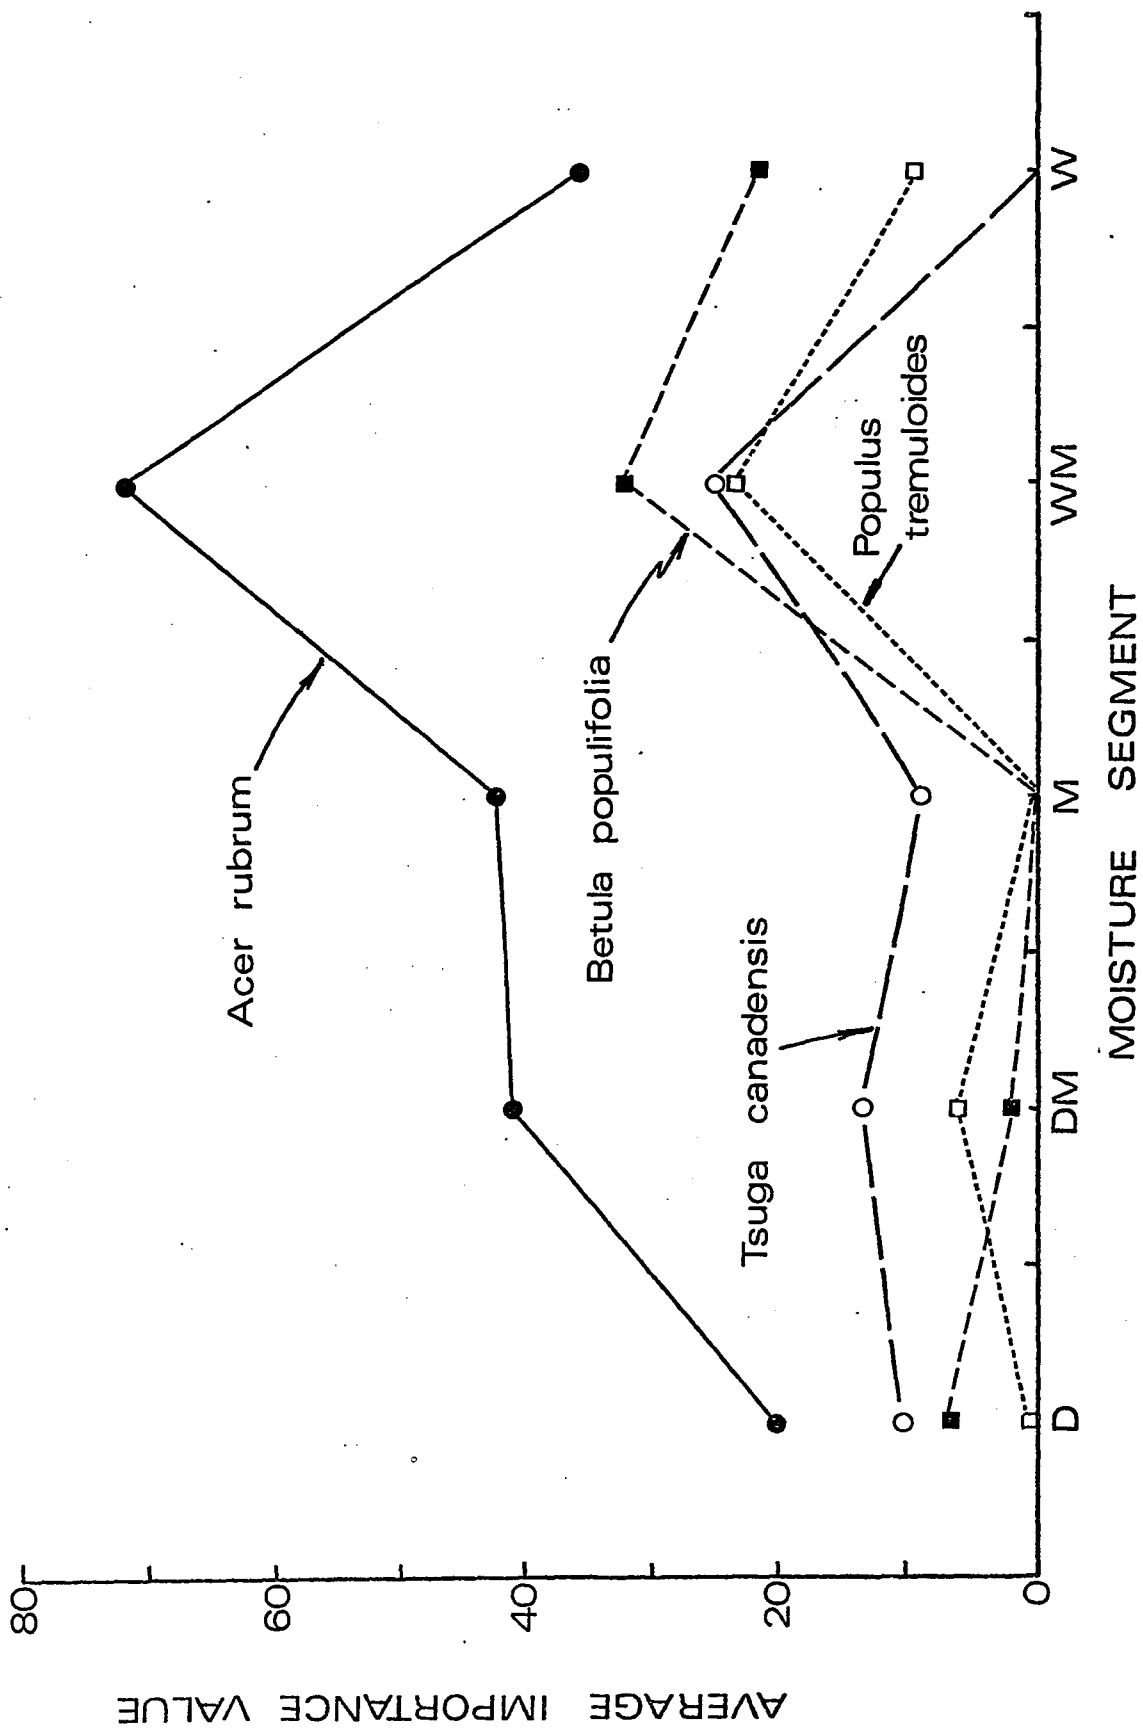 80
60
40
20
0
AVERAGE IMPORTANCE VALUE
Acer rubrum
Betula populifolia
Tsuga canadensis
Populus
tremuloides
D DM M WM W
MOISTURE SEGMENT